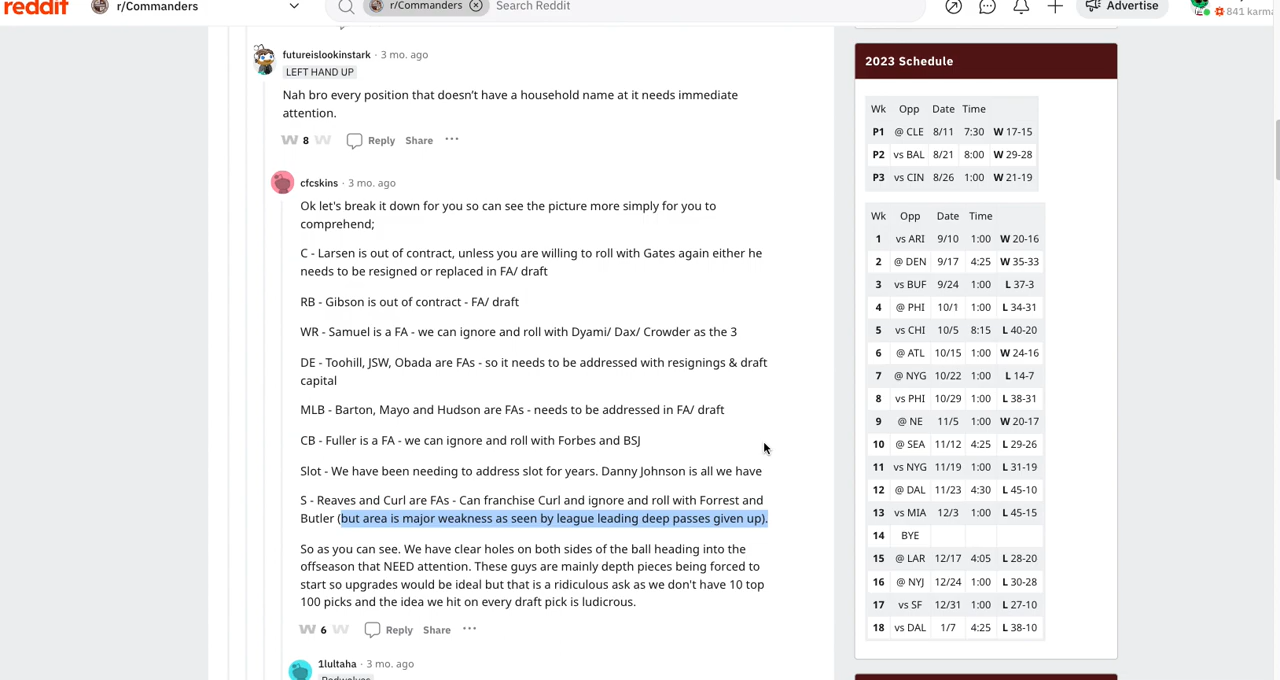 reddit
r/Commanders
r/Commanders
Search Reddit
Advertise
841 karma
futureislookinstark · 3 mo. ago
LEFT HAND UP
Nah bro every position that doesn’t have a household name at it needs immediate
attention.
8
Reply Share ···
cfcskins · 3 mo. ago
Ok let's break it down for you so can see the picture more simply for you to
comprehend;
C - Larsen is out of contract, unless you are willing to roll with Gates again either he
needs to be resigned or replaced in FA/ draft
RB - Gibson is out of contract - FA/ draft
WR - Samuel is a FA - we can ignore and roll with Dyami/ Dax/ Crowder as the 3
DE - Toohill, JSW, Obada are FAs - so it needs to be addressed with resignings & draft
capital
MLB - Barton, Mayo and Hudson are FAs - needs to be addressed in FA/ draft
CB - Fuller is a FA - we can ignore and roll with Forbes and BSJ
Slot - We have been needing to address slot for years. Danny Johnson is all we have
S - Reaves and Curl are FAs - Can franchise Curl and ignore and roll with Forrest and
Butler (but area is major weakness as seen by league leading deep passes given up).
So as you can see. We have clear holes on both sides of the ball heading into the
offseason that NEED attention. These guys are mainly depth pieces being forced to
start so upgrades would be ideal but that is a ridiculous ask as we don't have 10 top
100 picks and the idea we hit on every draft pick is ludicrous.
6
Reply Share ···
1lultaha · 3 mo. ago
Redwolves
2023 Schedule
Wk Opp Date Time
P1 @ CLE 8/11 7:30 W 17-15
P2 vs BAL 8/21 8:00 W 29-28
P3 vs CIN 8/26 1:00 W 21-19
Wk Opp Date Time
1 vs ARI 9/10 1:00 W 20-16
2 @ DEN 9/17 4:25 W 35-33
3 vs BUF 9/24 1:00 L 37-3
4 @ PHI 10/1 1:00 L 34-31
5 vs CHI 10/5 8:15 L 40-20
6 @ ATL 10/15 1:00 W 24-16
7 @ NYG 10/22 1:00 L 14-7
8 vs PHI 10/29 1:00 L 38-31
9 @ NE 11/5 1:00 W 20-17
10 @ SEA 11/12 4:25 L 29-26
11 vs NYG 11/19 1:00 L 31-19
12 @ DAL 11/23 4:30 L 45-10
13 vs MIA 12/3 1:00 L 45-15
14 BYE
15 @ LAR 12/17 4:05 L 28-20
16 @ NYJ 12/24 1:00 L 30-28
17 vs SF 12/31 1:00 L 27-10
18 vs DAL 1/7 4:25 L 38-10